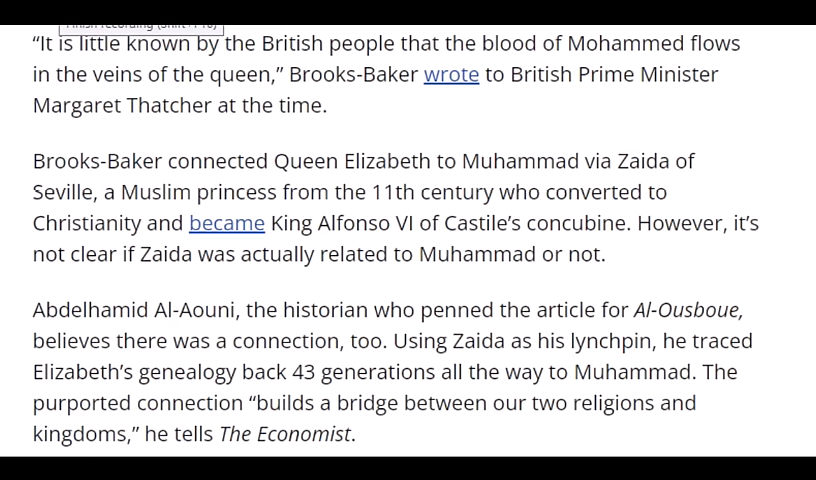 Finish recording (Shift+F10)
“It is little known by the British people that the blood of Mohammed flows
in the veins of the queen,” Brooks-Baker wrote to British Prime Minister
Margaret Thatcher at the time.
Brooks-Baker connected Queen Elizabeth to Muhammad via Zaida of
Seville, a Muslim princess from the 11th century who converted to
Christianity and became King Alfonso VI of Castile’s concubine. However, it’s
not clear if Zaida was actually related to Muhammad or not.
Abdelhamid Al-Aouni, the historian who penned the article for Al-Ousboue,
believes there was a connection, too. Using Zaida as his lynchpin, he traced
Elizabeth’s genealogy back 43 generations all the way to Muhammad. The
purported connection “builds a bridge between our two religions and
kingdoms,” he tells The Economist.